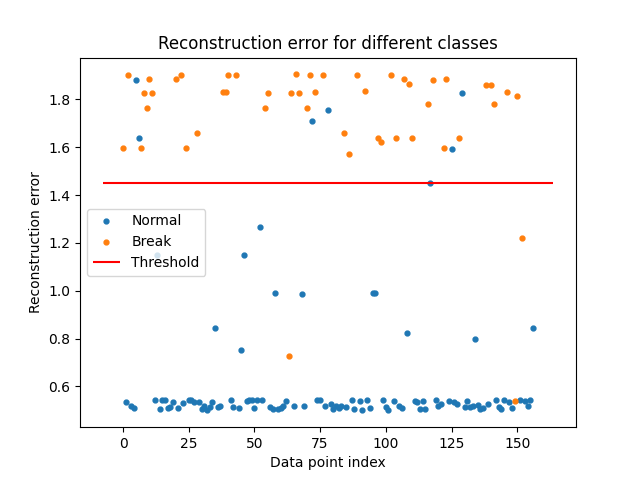 Reconstruction error for different classes
Reconstruction error
1.8
1.6
1.4
1.2
1.0
0.8
0.6
Normal
Break
Threshold
0 25 50 75 100 125 150
Data point index